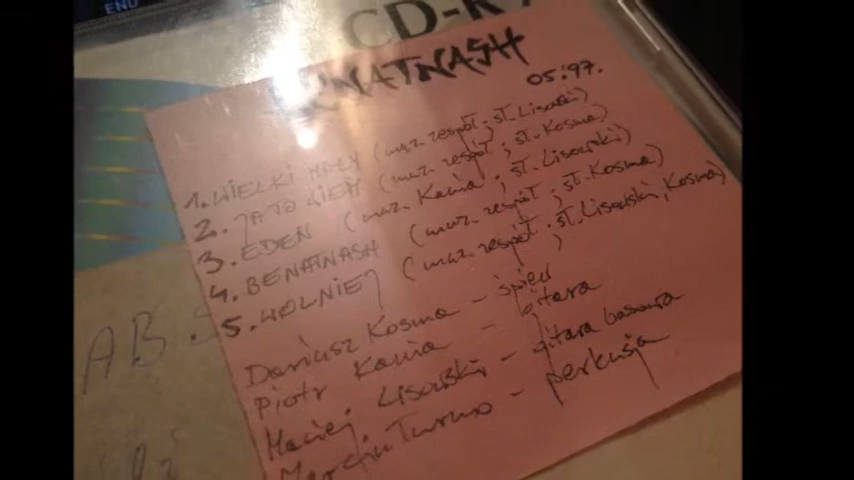 END
CD-R
BENATNASH
05.'97.
1. WIELKI MAŁY (muz. zespół; sł. Lisowski)
2. JA TO WIEM (muz. zespół; sł. Kosma)
3. EDEN (muz. Kania; sł. Lisowski)
4. BENATNASH (muz. zespół; sł. Kosma)
5. WOLNIEJ (muz. zespół; sł. Lisowski, Kosma)
Dariusz Kosma - śpiew
Piotr Kania - gitara
Maciej Lisowski - gitara basowa
Marcin - perkusja
AB